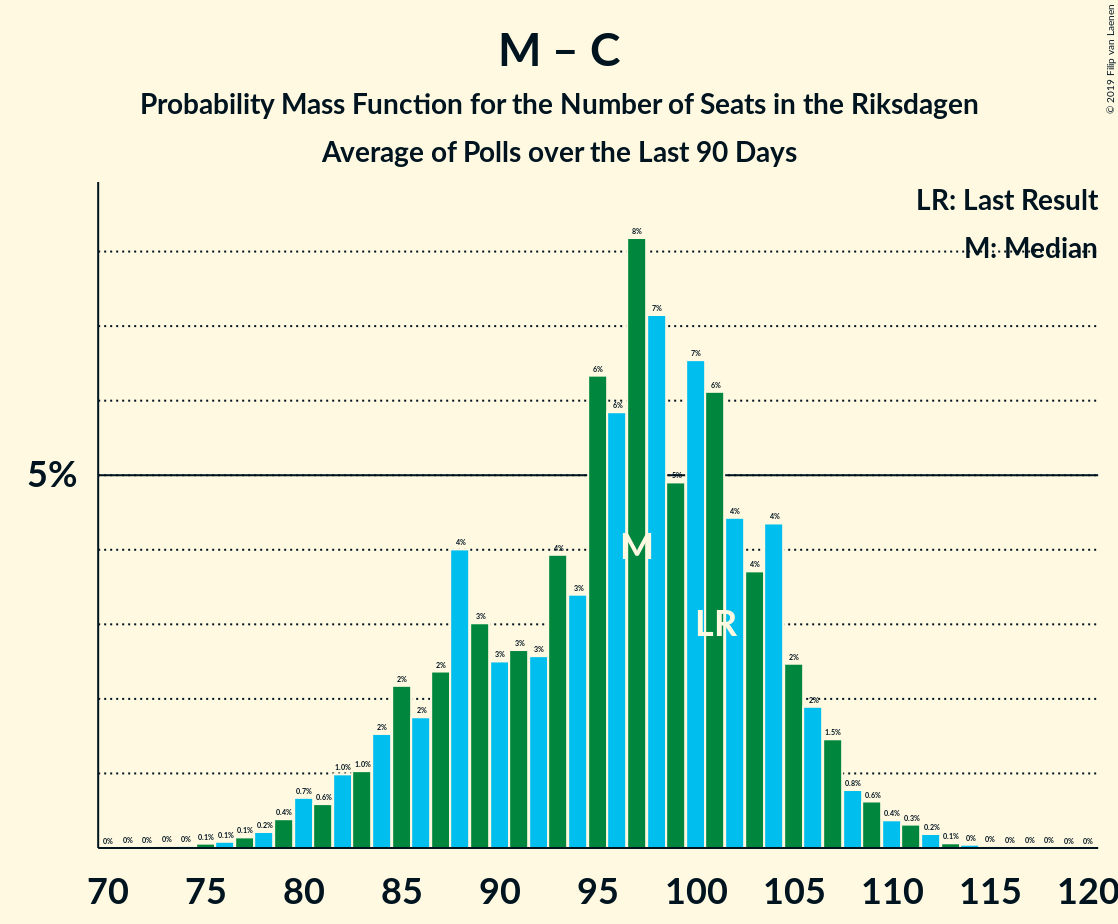 M – C
Probability Mass Function for the Number of Seats in the Riksdagen
Average of Polls over the Last 90 Days
© 2019 Filip van Laenen
LR: Last Result
M: Median
5%
0% 0% 0% 0% 0% 0.1% 0.1% 0.1% 0.2% 0.4% 0.7% 0.6% 1.0% 1.0% 2% 2% 2% 2% 4% 3% 3% 3% 3% 4% 3% 6% 6% 8% 7% 5% 7% 6% 4% 4% 4% 2% 2% 1.5% 0.8% 0.6% 0.4% 0.3% 0.2% 0.1% 0% 0% 0% 0% 0% 0% 0%
M
LR
70 75 80 85 90 95 100 105 110 115 120